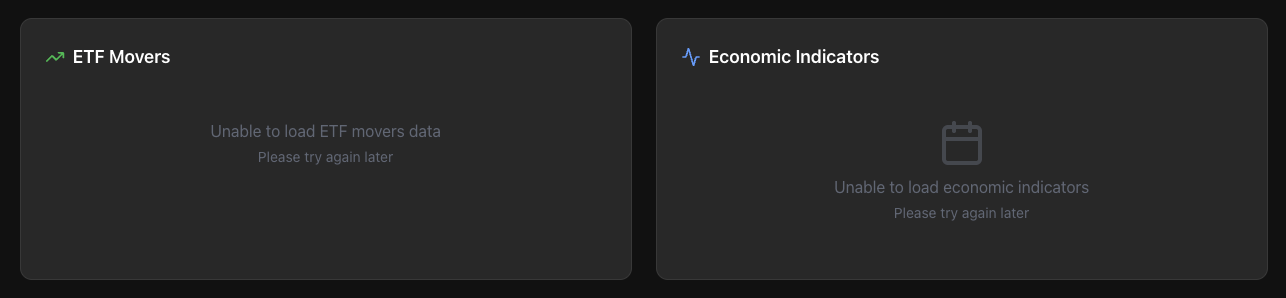 ETF Movers
Unable to load ETF movers data
Please try again later
Economic Indicators
Unable to load economic indicators
Please try again later